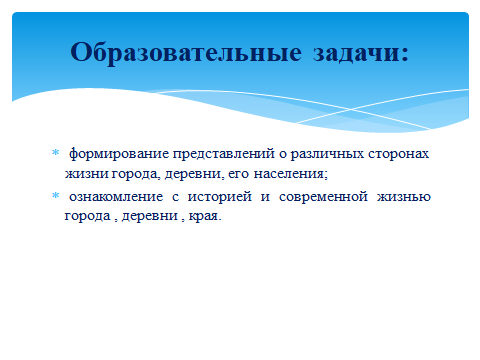 Образовательные задачи:
* формирование представлений о различных сторонах
жизни города, деревни, его населения;
* ознакомление с историей и современной жизнью
города , деревни , края.